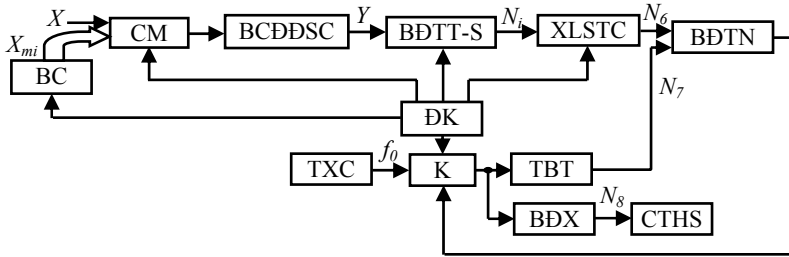 X
X_mi
CM
BCĐĐSC
Y
BĐTT-S
N_i
XLSTC
N_6
BĐTN
BC
N_7
ĐK
TXC
f_0
K
TBT
BĐX
N_8
CTHS